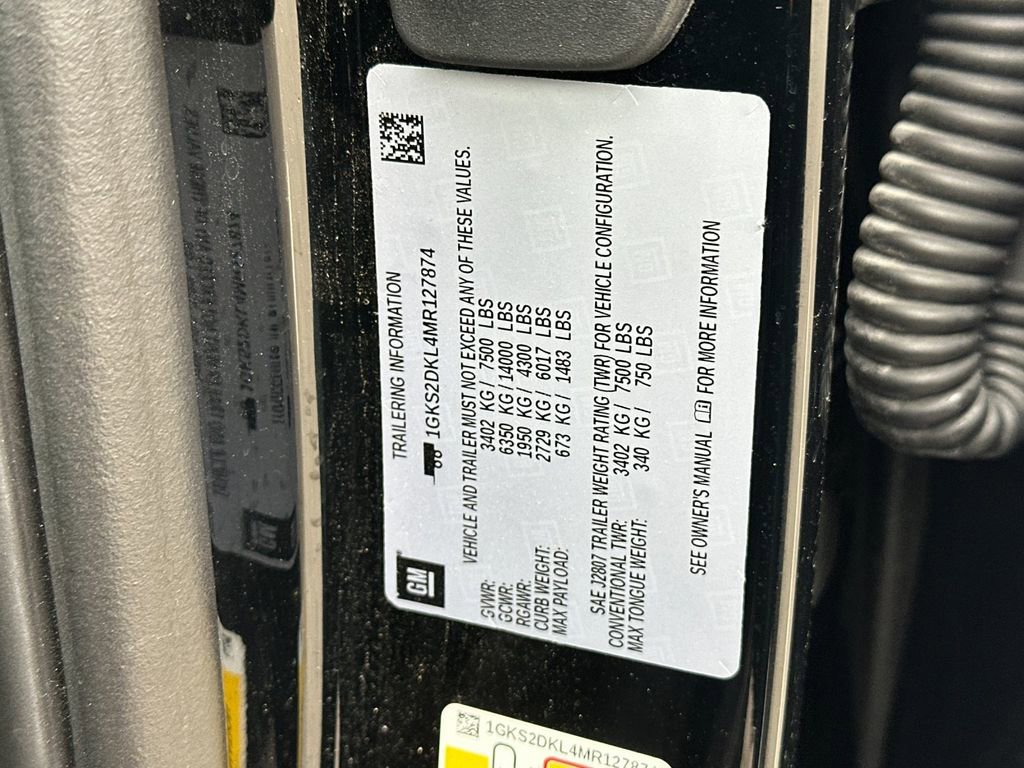 GM
TRAILERING INFORMATION
1GKS2DKL4MR127874
VEHICLE AND TRAILER MUST NOT EXCEED ANY OF THESE VALUES.
GVWR: 3402 KG / 7500 LBS
GCWR: 6350 KG / 14000 LBS
RGAWR: 1950 KG / 4300 LBS
CURB WEIGHT: 2729 KG / 6017 LBS
MAX PAYLOAD: 673 KG / 1483 LBS
SAE J2807 TRAILER WEIGHT RATING (TWR) FOR VEHICLE CONFIGURATION.
CONVENTIONAL TWR: 3402 KG / 7500 LBS
MAX TONGUE WEIGHT: 340 KG / 750 LBS
SEE OWNER'S MANUAL FOR MORE INFORMATION
1GKS2DKL4MR127874